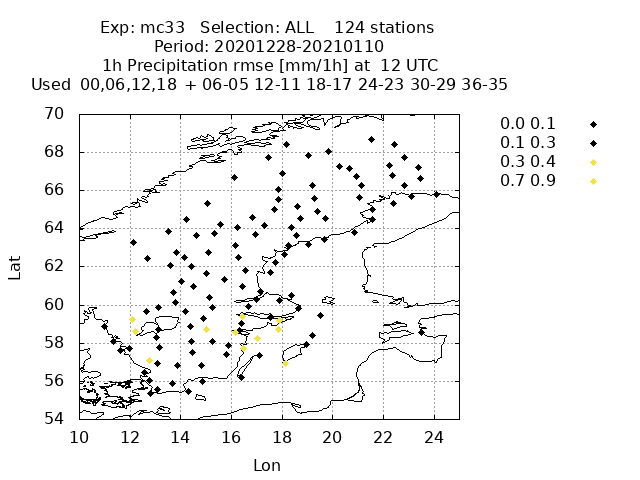 Exp: mc33   Selection: ALL    124 stations
Period: 20201228-20210110
1h Precipitation rmse [mm/1h] at  12 UTC
Used  00,06,12,18 + 06-05 12-11 18-17 24-23 30-29 36-35
0.0 0.1
0.1 0.3
0.3 0.4
0.7 0.9
Lat
70
68
66
64
62
60
58
56
54
10 12 14 16 18 20 22 24
Lon